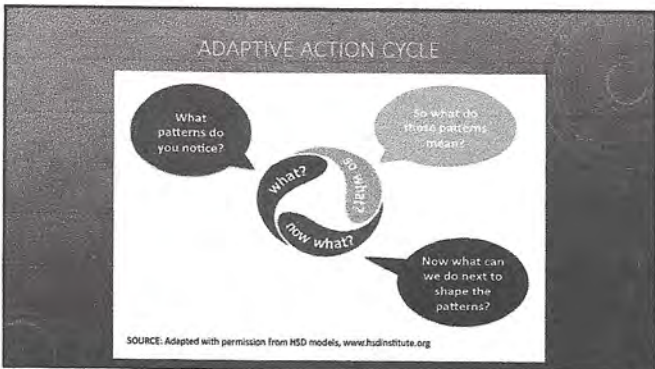 ADAPTIVE ACTION CYCLE
What
patterns do
you notice?
So what do
those patterns
mean?
what?
so what?
now what?
Now what can
we do next to
shape the
patterns?
SOURCE: Adapted with permission from HSD models, www.hsdinstitute.org